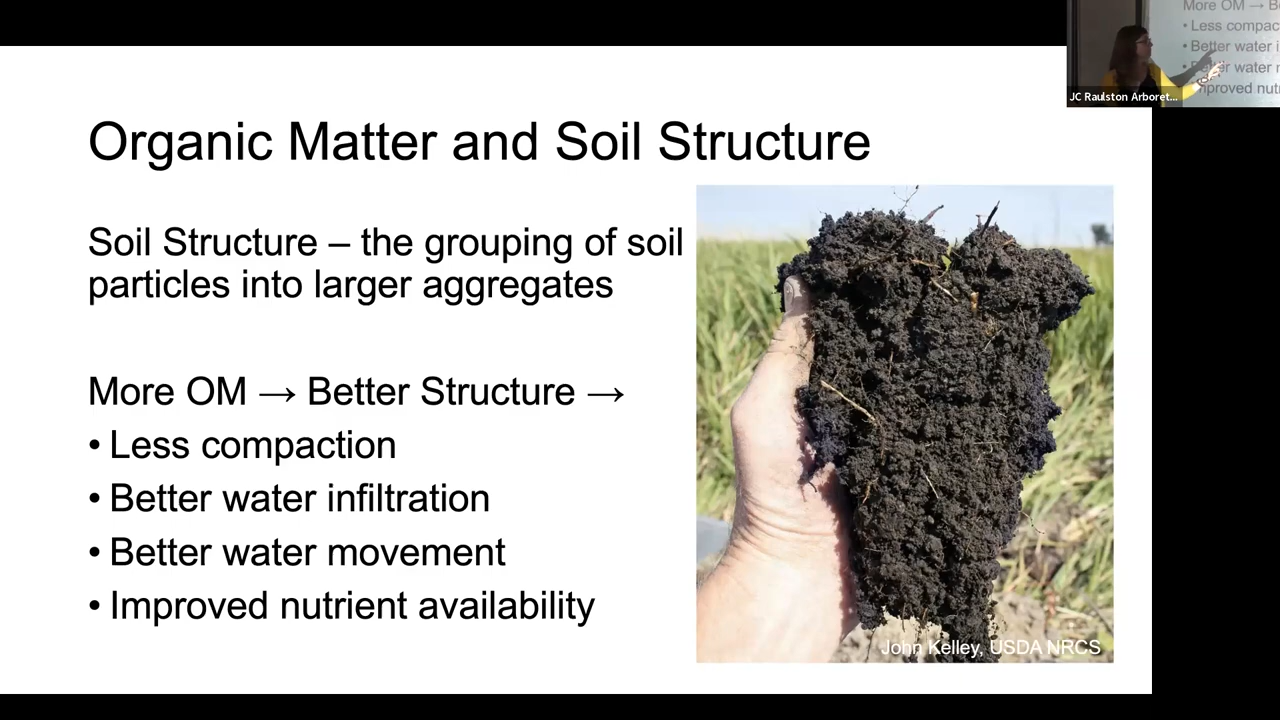 Organic Matter and Soil Structure
Soil Structure – the grouping of soil
particles into larger aggregates
More OM → Better Structure →
• Less compaction
• Better water infiltration
• Better water movement
• Improved nutrient availability
John Kelley, USDA NRCS
More OM → B
• Less compac
• Better water i
water
proved nut
JC Raulston Arboret...